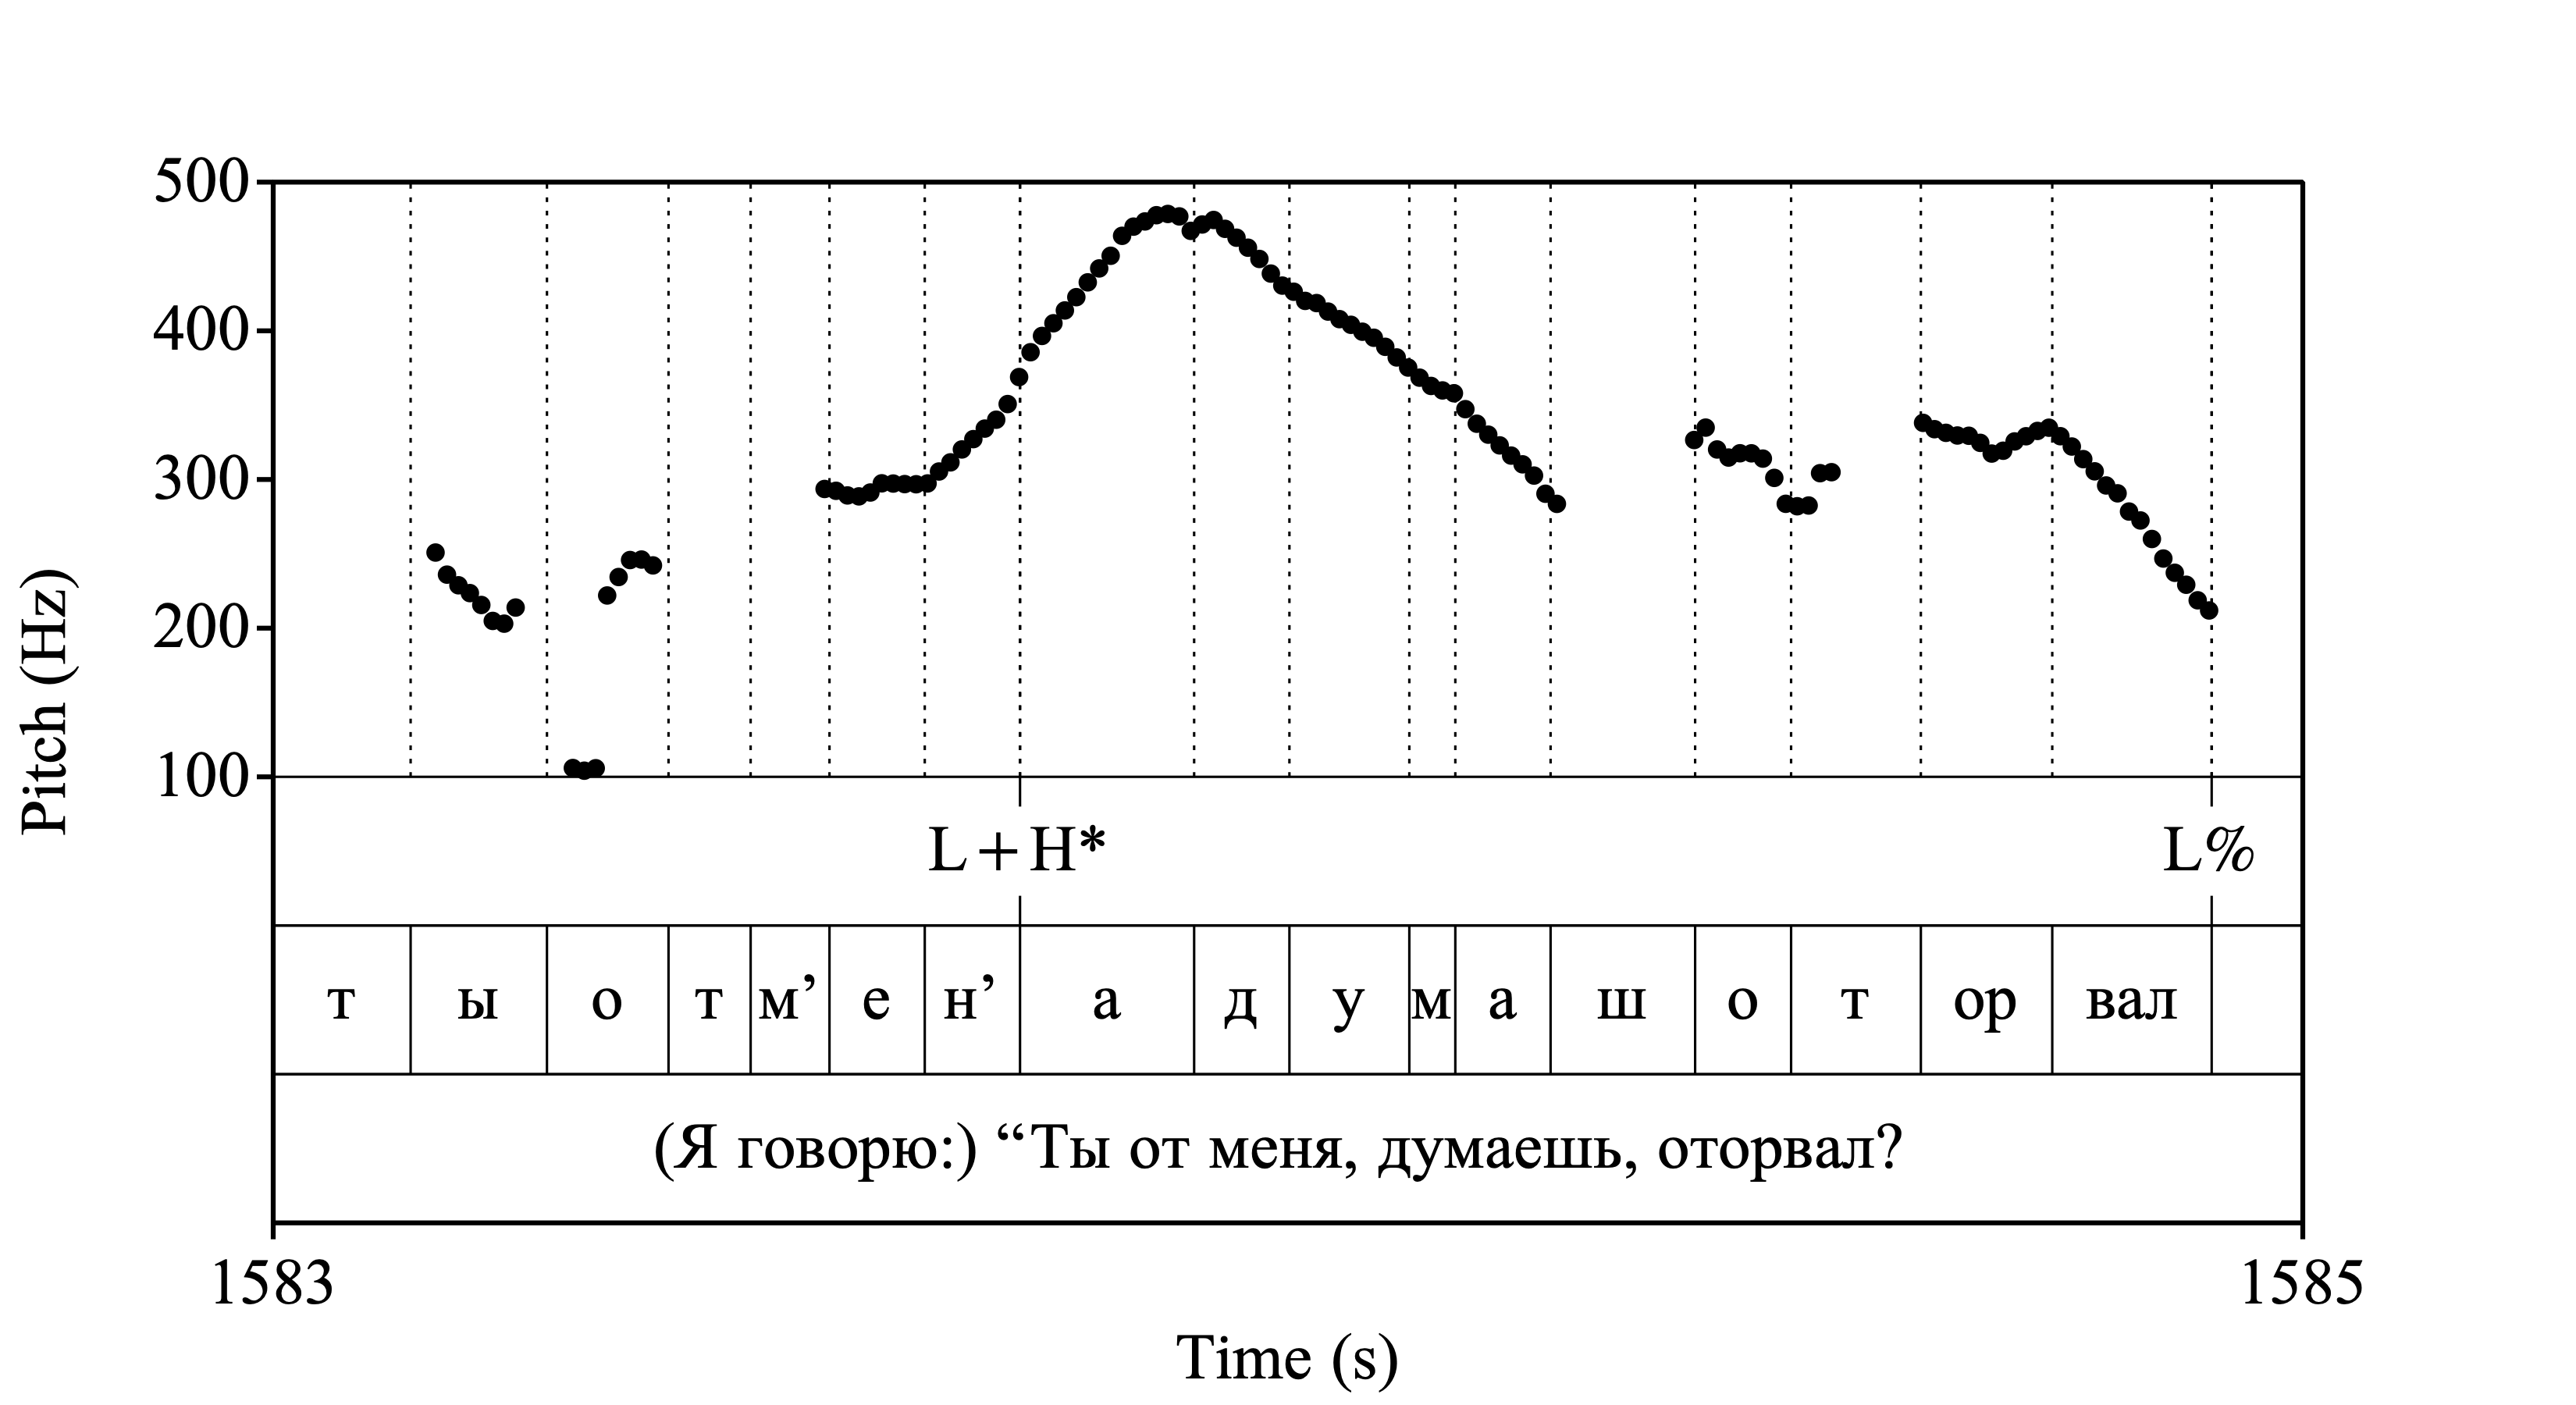 500
400
300
200
100
Pitch (Hz)
L+H* L%
т ы о т м’ е н’ а д у м а ш о т ор вал
(Я говорю:) “Ты от меня, думаешь, оторвал?
1583 1585
Time (s)